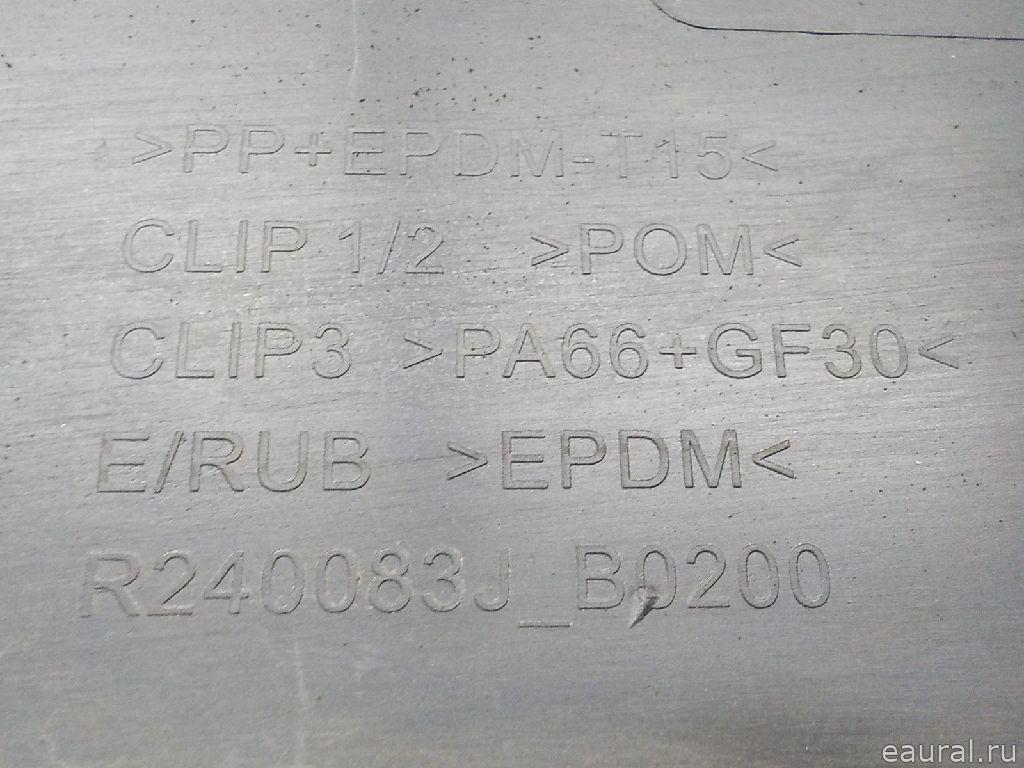 >PP+EPDM-T15<
CLIP 1/2 >POM<
CLIP3 >PA66+GF30<
E/RUB >EPDM<
R240083J_B0200
eaural.ru